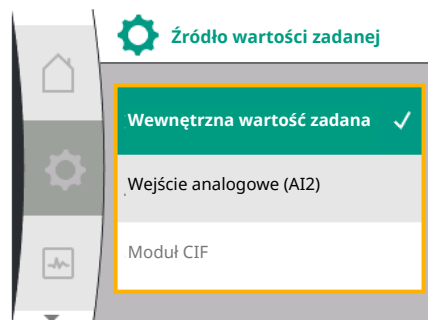 Źródło wartości zadanej
Wewnętrzna wartość zadana
Wejście analogowe (AI2)
Moduł CIF